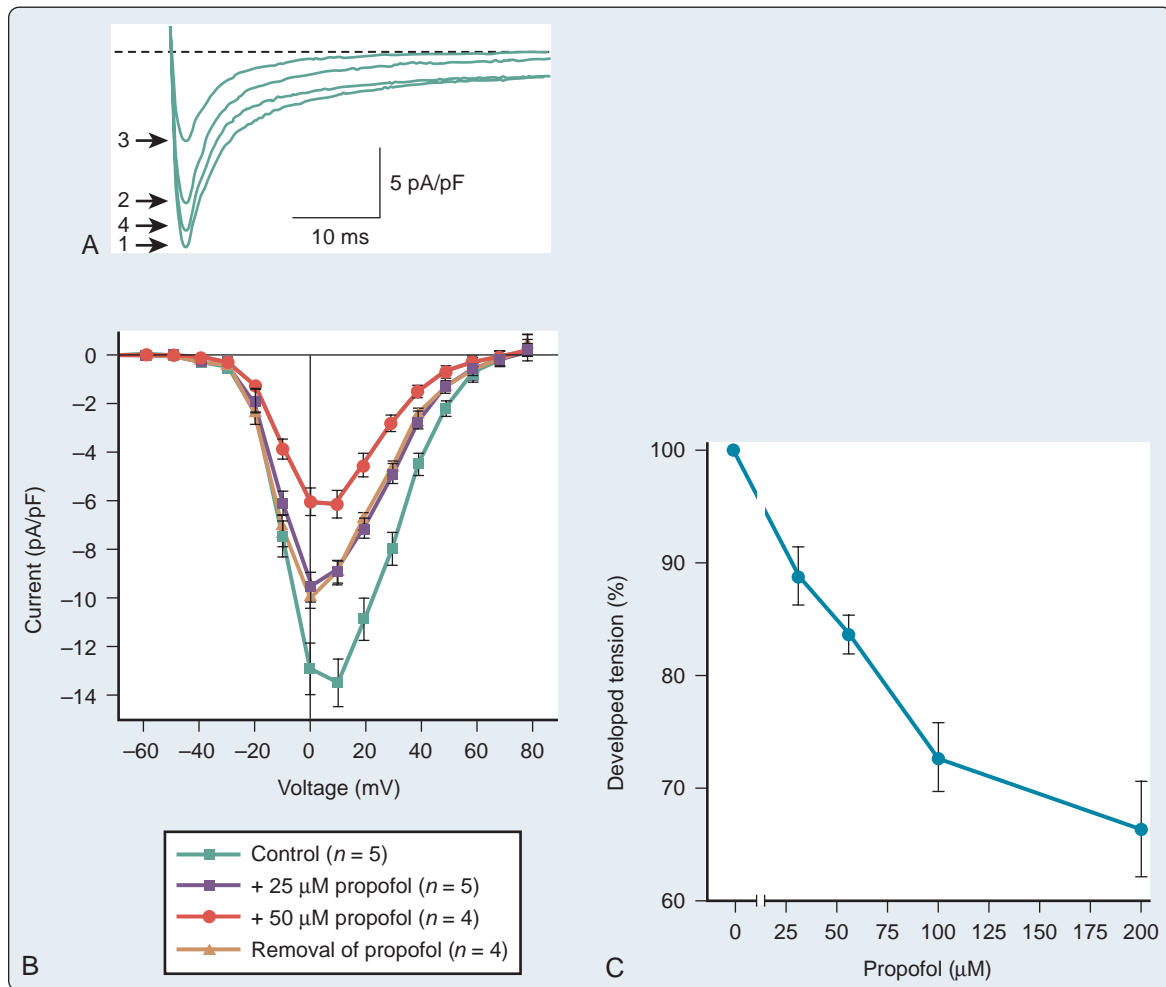 3
2
4
1
5 pA/pF
10 ms
A
0
–2
–4
–6
–8
–10
–12
–14
Current (pA/pF)
–60 –40 –20 0 20 40 60 80
Voltage (mV)
Control (n = 5)
+ 25 μM propofol (n = 5)
+ 50 μM propofol (n = 4)
Removal of propofol (n = 4)
B
100
90
80
70
60
Developed tension (%)
0 25 50 75 100 125 150 175 200
Propofol (μM)
C